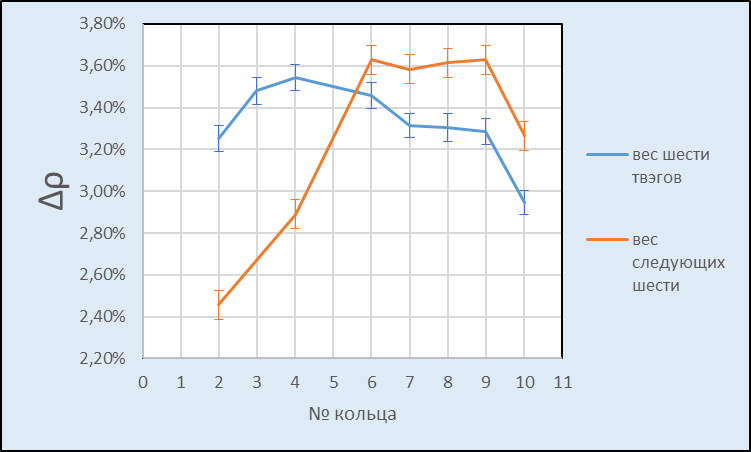 3,80%
3,60%
3,40%
3,20%
3,00%
2,80%
2,60%
2,40%
2,20%
Δρ
0 1 2 3 4 5 6 7 8 9 10 11
№ кольца
вес шести
твэгов
вес
следующих
шести